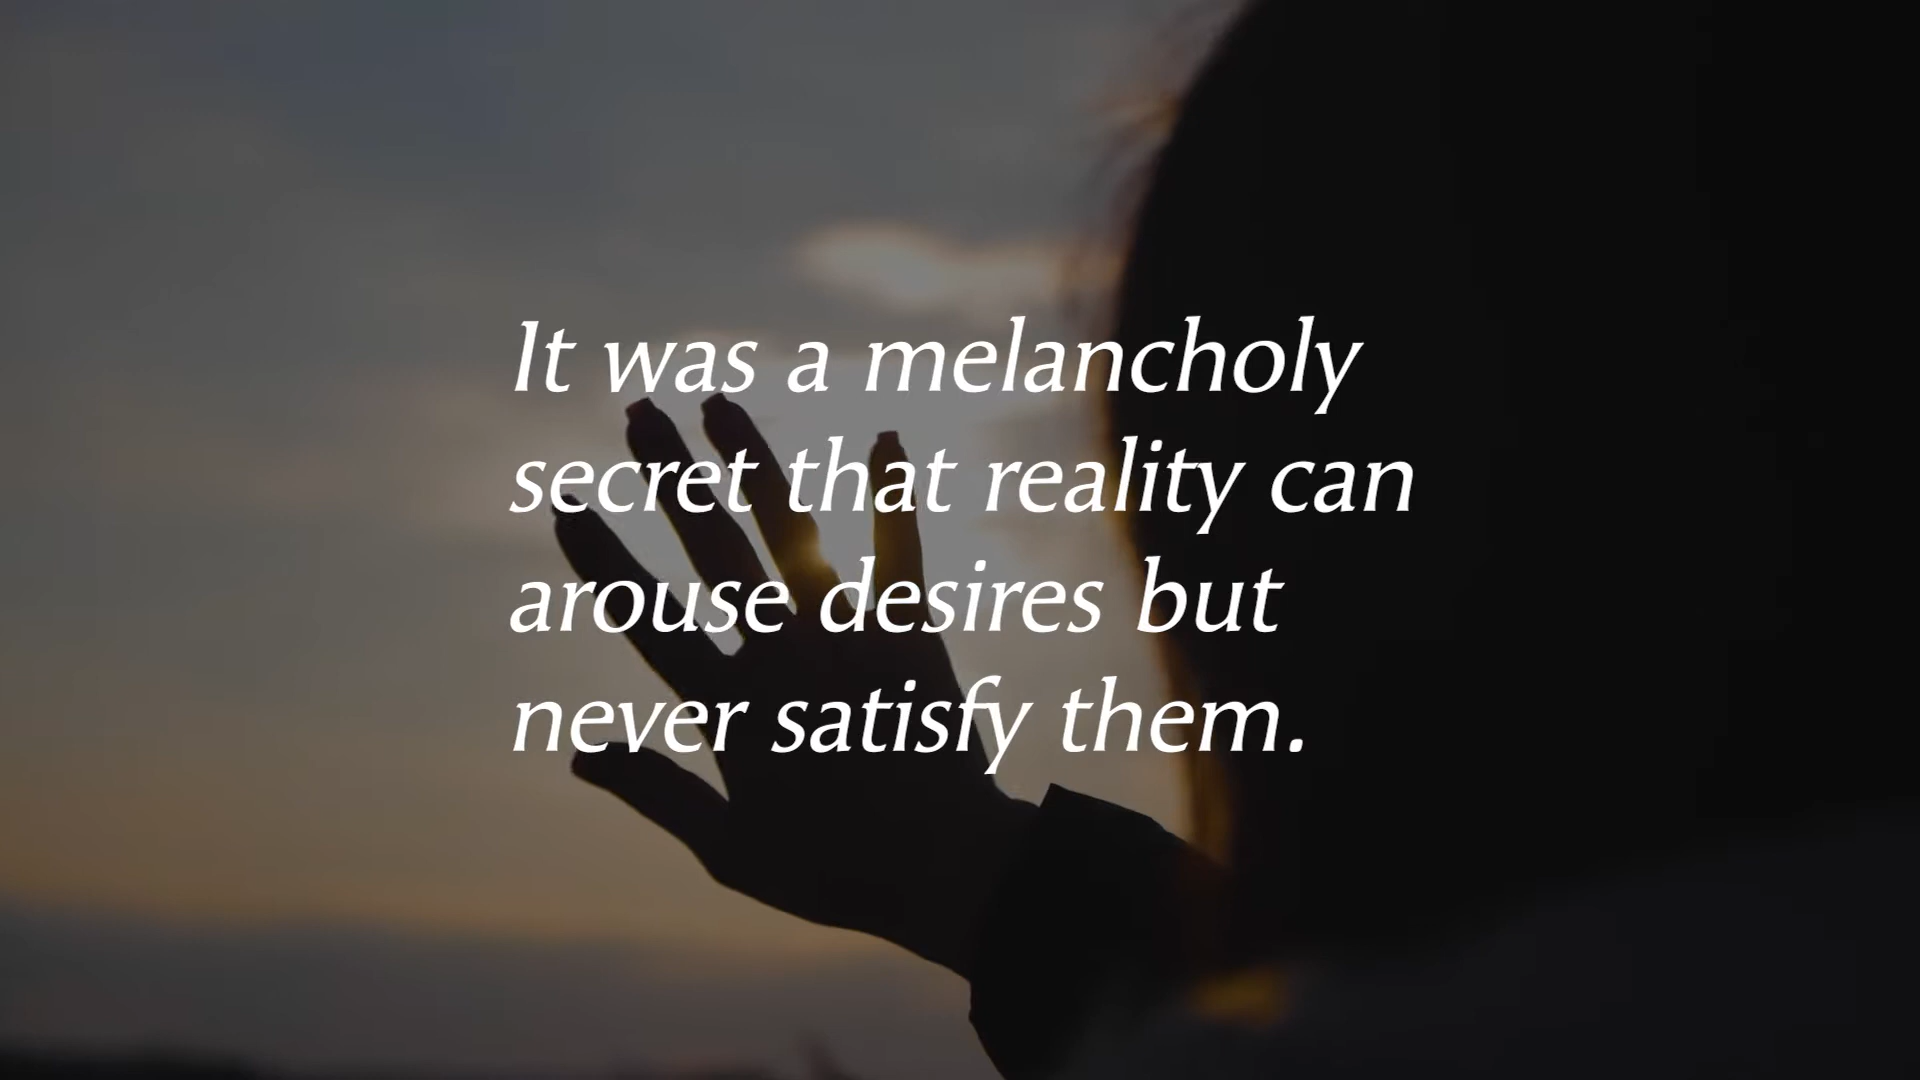 It was a melancholy
secret that reality can
arouse desires but
never satisfy them.